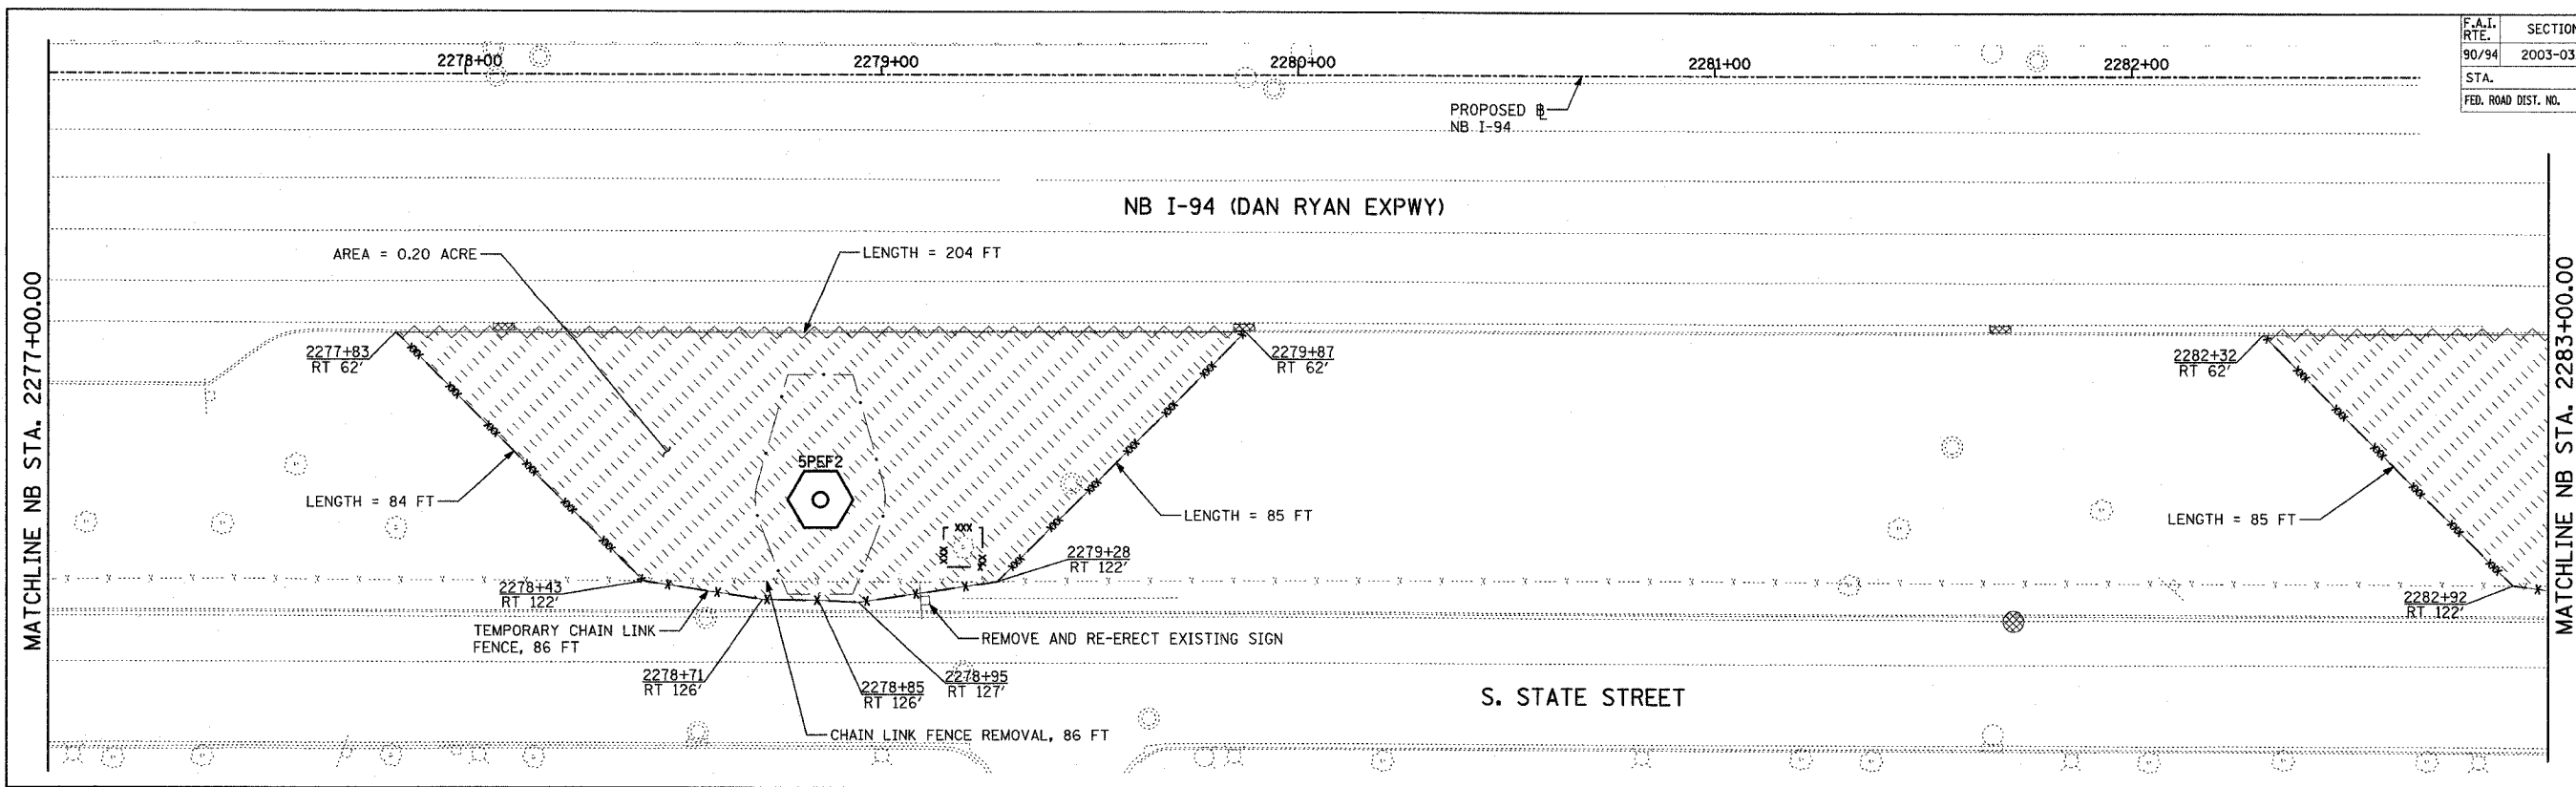 F.A.I.
RTE.
SECTION
90/94
2003-03
STA.
FED. ROAD DIST. NO.
2278+00
2279+00
2280+00
2281+00
2282+00
PROPOSED
NB I-94
NB I-94 (DAN RYAN EXPWY)
AREA = 0.20 ACRE
LENGTH = 204 FT
MATCHLINE NB STA. 2277+00.00
MATCHLINE NB STA. 2283+00.00
2277+83
RT 62'
2279+87
RT 62'
2282+32
RT 62'
5PEF2
LENGTH = 84 FT
LENGTH = 85 FT
LENGTH = 85 FT
2278+43
RT 122'
2279+28
RT 122'
2282+92
RT 122'
TEMPORARY CHAIN LINK
FENCE, 86 FT
REMOVE AND RE-ERECT EXISTING SIGN
2278+71
RT 126'
2278+85
RT 126'
2278+95
RT 127'
S. STATE STREET
CHAIN LINK FENCE REMOVAL, 86 FT